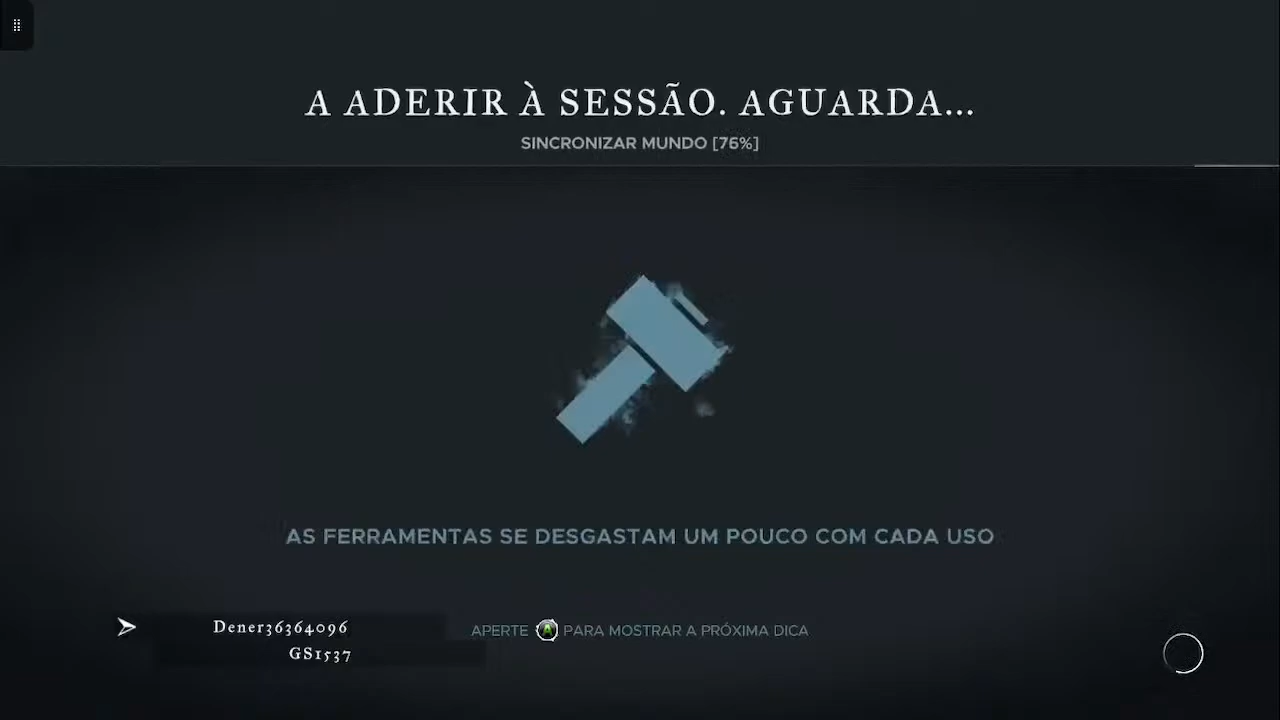 A ADERIR À SESSÃO. AGUARDA...
SINCRONIZAR MUNDO [76%]
AS FERRAMENTAS SE DESGASTAM UM POUCO COM CADA USO
Dener36364096
APERTE A PARA MOSTRAR A PRÓXIMA DICA
GS1537